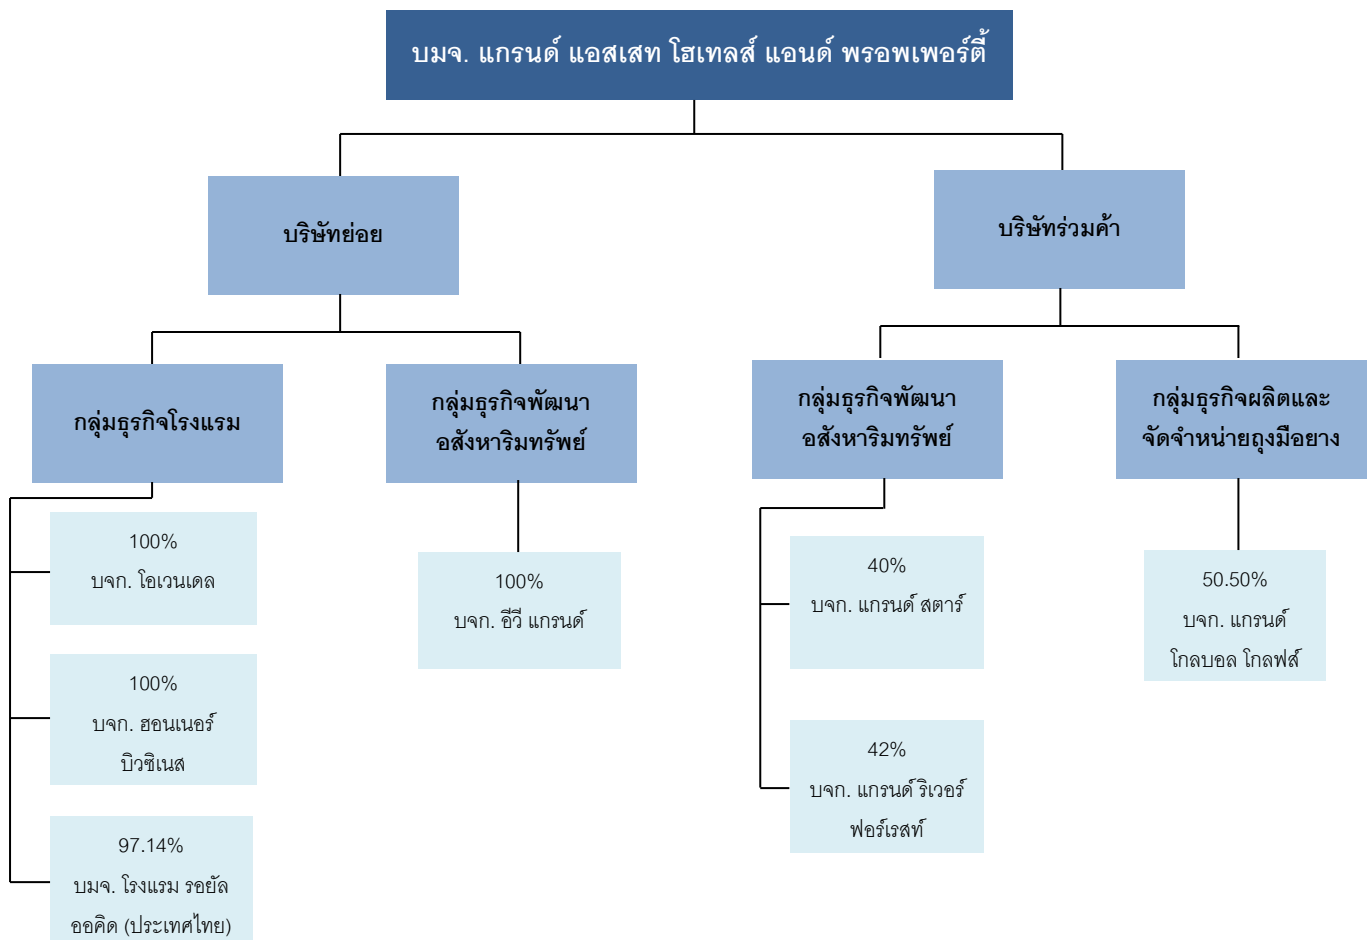 บมจ. แกรนด์ แอสเสท โฮเทลส์ แอนด์ พรอพเพอร์ตี้
บริษัทย่อย
บริษัทร่วมค้า
กลุ่มธุรกิจโรงแรม
กลุ่มธุรกิจพัฒนา
อสังหาริมทรัพย์
กลุ่มธุรกิจพัฒนา
อสังหาริมทรัพย์
กลุ่มธุรกิจผลิตและ
จัดจำหน่ายถุงมือยาง
100%
บจก. โอเวนเดล
100%
บจก. ฮอนเนอร์
บิวซิเนส
97.14%
บมจ. โรงแรม รอยัล
ออคิด (ประเทศไทย)
100%
บจก. อีวี แกรนด์
40%
บจก. แกรนด์ สตาร์
42%
บจก. แกรนด์ ริเวอร์
ฟอร์เรสท์
50.50%
บจก. แกรนด์
โกลบอล โกลฟส์